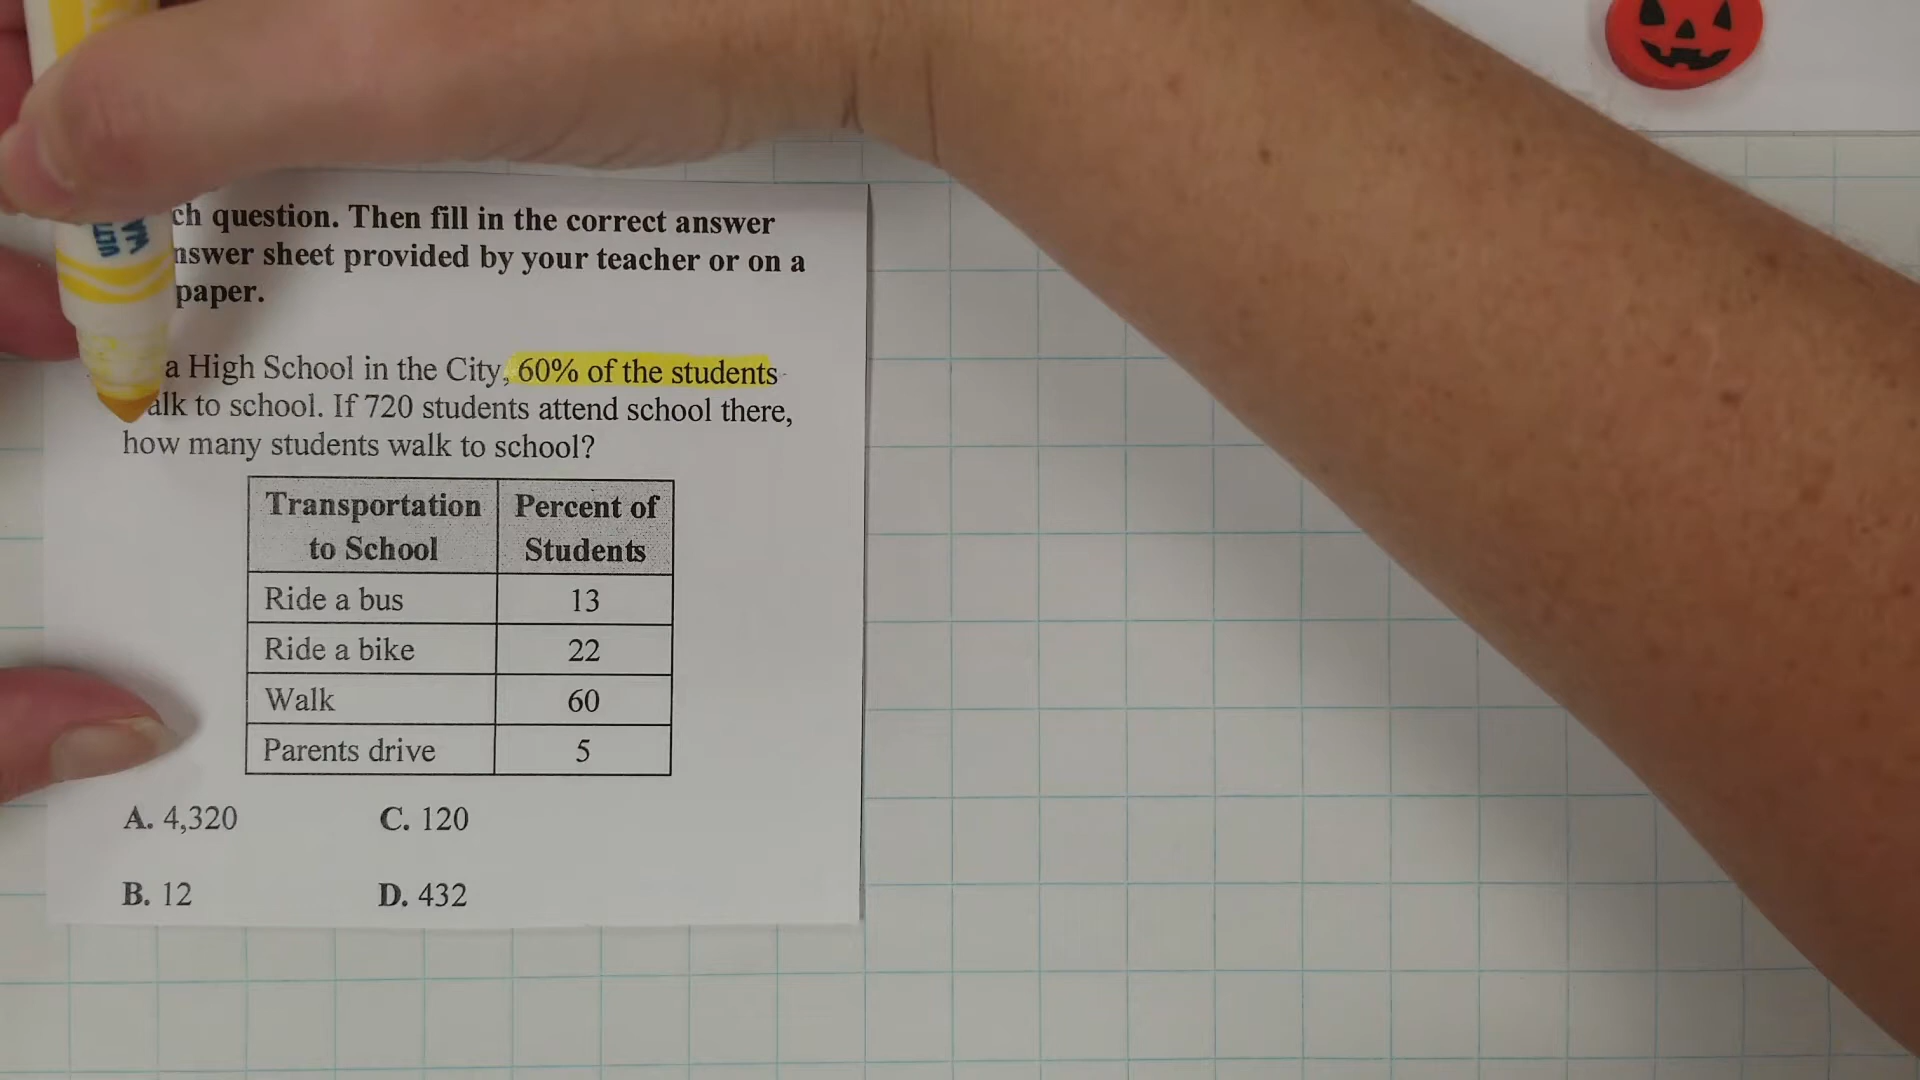 ch question. Then fill in the correct answer
nswer sheet provided by your teacher or on a
paper.
a High School in the City, 60% of the students
alk to school. If 720 students attend school there,
how many students walk to school?
Transportation to School Percent of Students
Ride a bus 13
Ride a bike 22
Walk 60
Parents drive 5
A. 4,320 C. 120
B. 12 D. 432